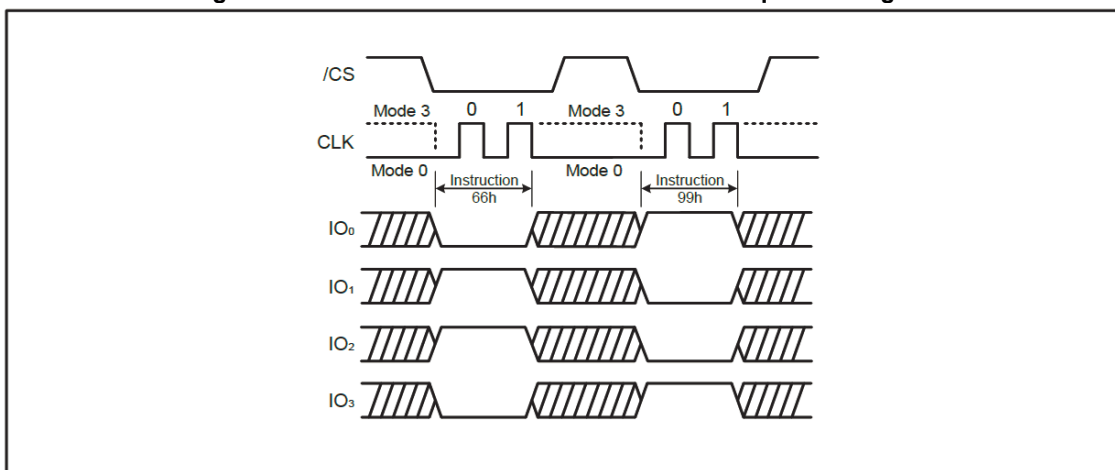 /CS
Mode 3 0 1 Mode 3 0 1
CLK
Mode 0 Instruction Mode 0 Instruction
66h 99h
IO₀
IO₁
IO₂
IO₃